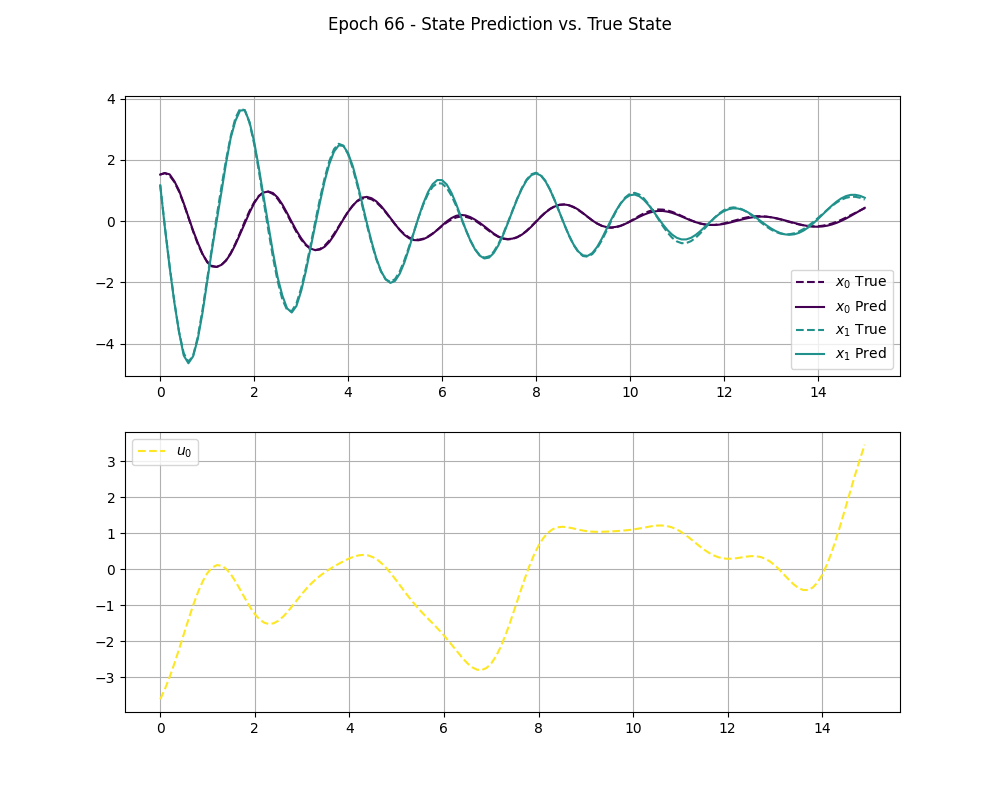 Epoch 66 - State Prediction vs. True State
4
2
0
−2
−4
x₀ True
x₀ Pred
x₁ True
x₁ Pred
0 2 4 6 8 10 12 14
u₀
3
2
1
0
−1
−2
−3
0 2 4 6 8 10 12 14